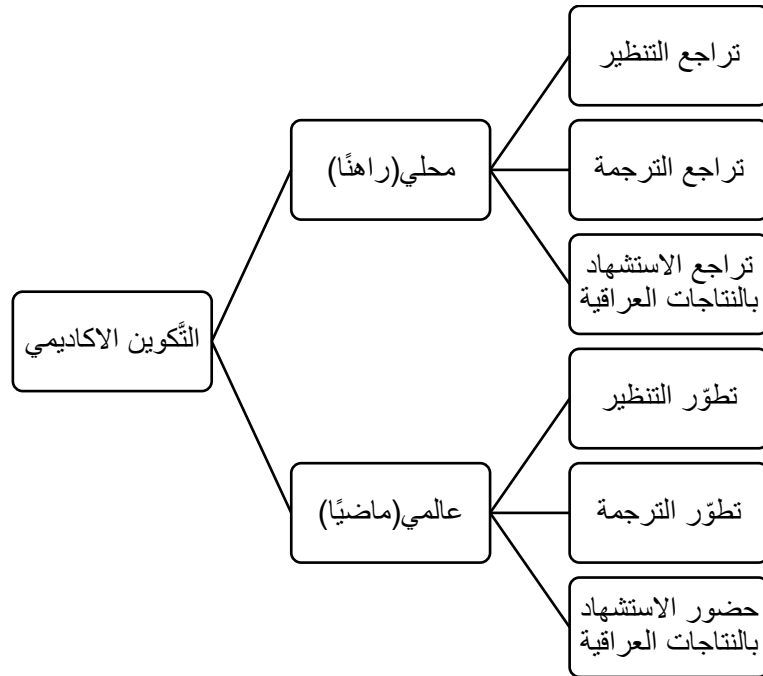 تراجع التنظير
تراجع الترجمة
محلي(راهنًا)
تراجع الاستشهاد
بالنتاجات العراقية
التَّكوين الاكاديمي
تطوّر التنظير
تطوّر الترجمة
عالمي(ماضيًا)
حضور الاستشهاد
بالنتاجات العراقية